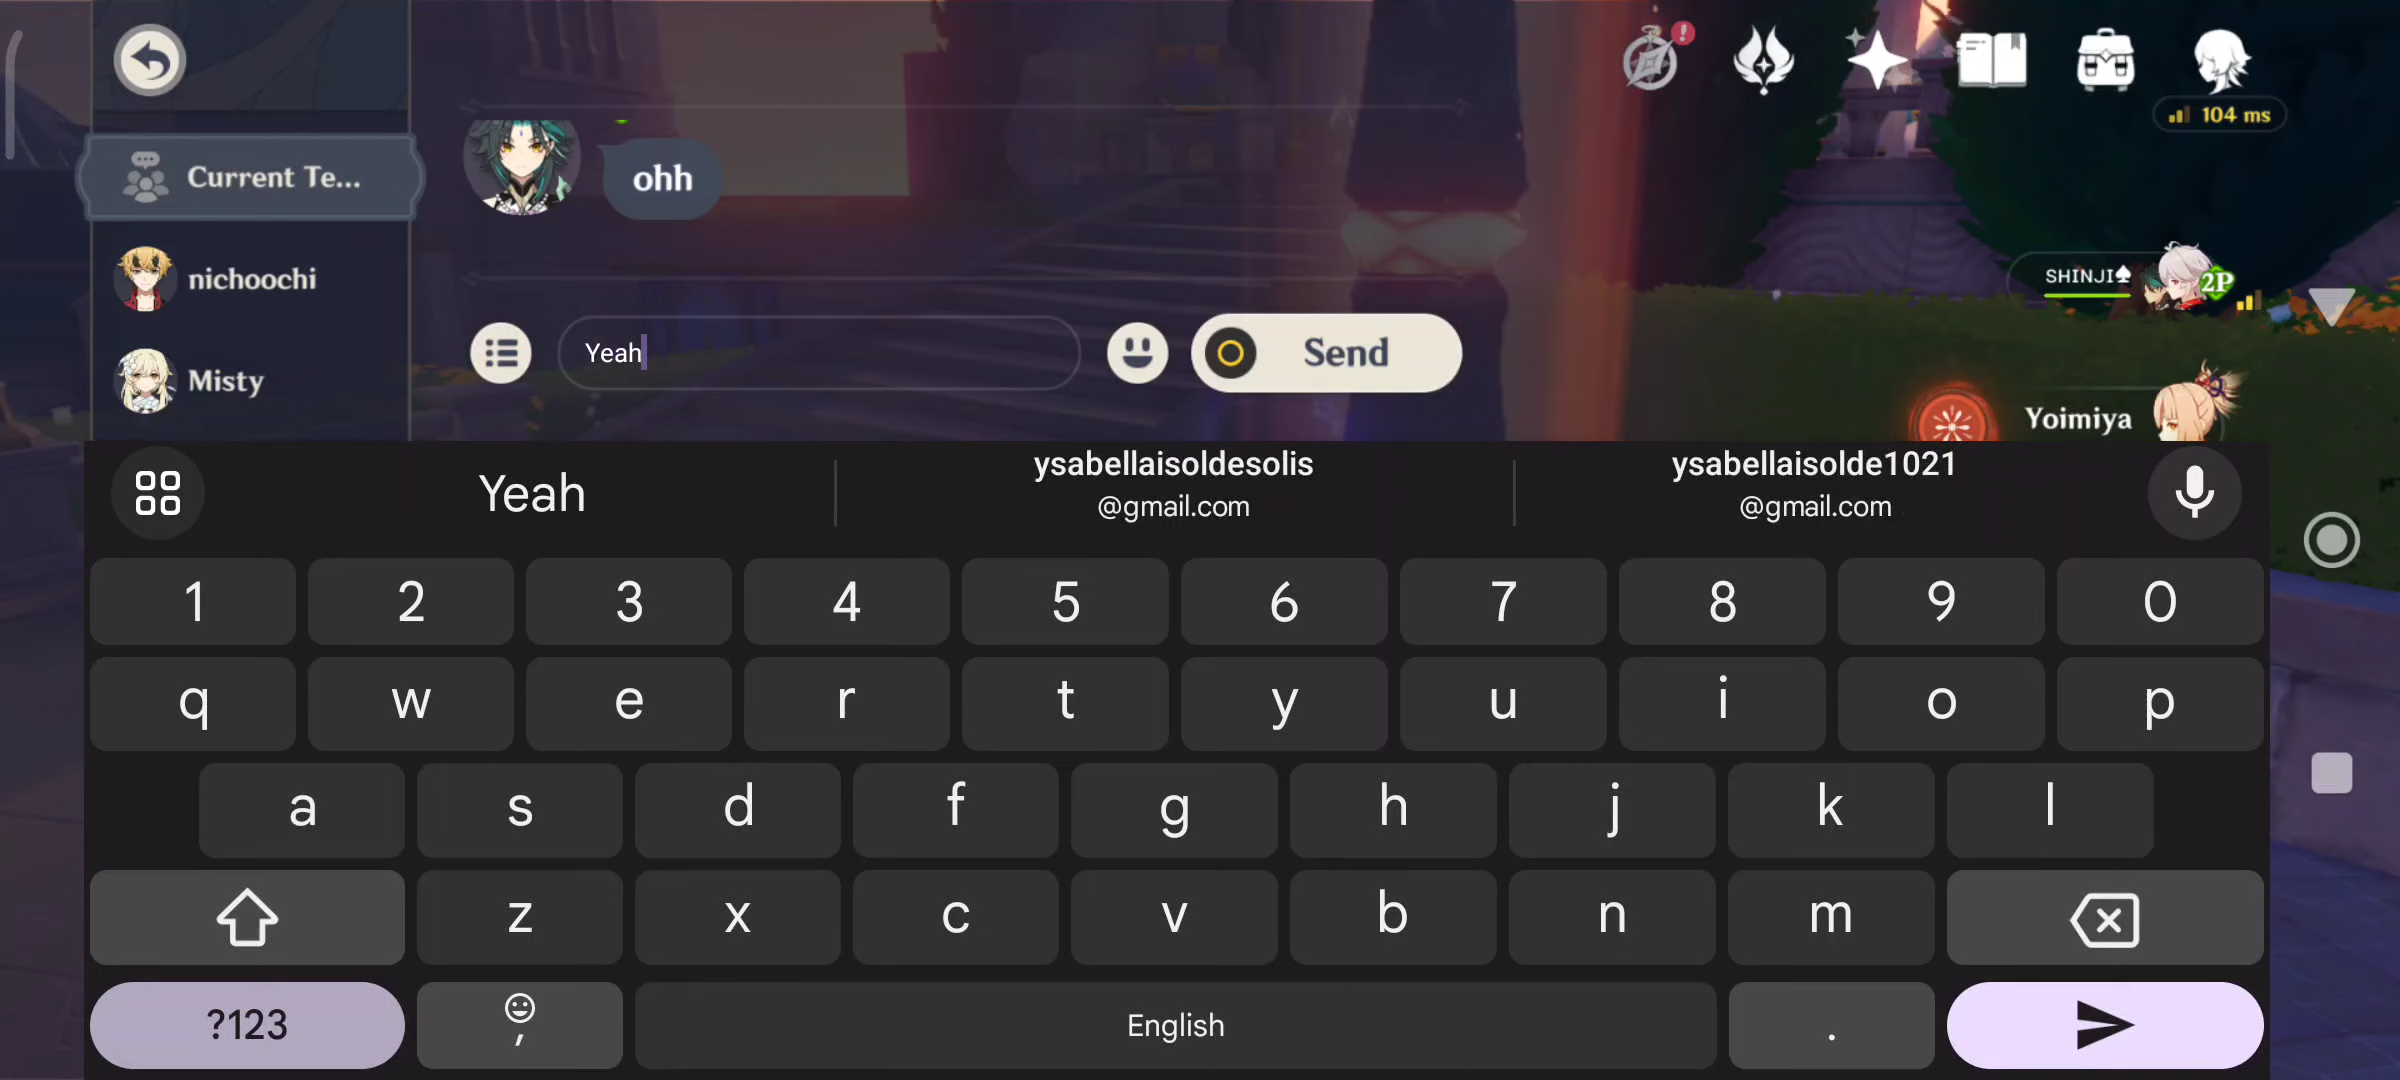 104 ms
Current Te...
ohh
nichoochi
SHINJI♠
2P
Yeah
Send
Misty
Yoimiya
Yeah
ysabellaisoldesolis
@gmail.com
ysabellaisolde1021
@gmail.com
1 2 3 4 5 6 7 8 9 0
q w e r t y u i o p
a s d f g h j k l
z x c v b n m
?123 , English .